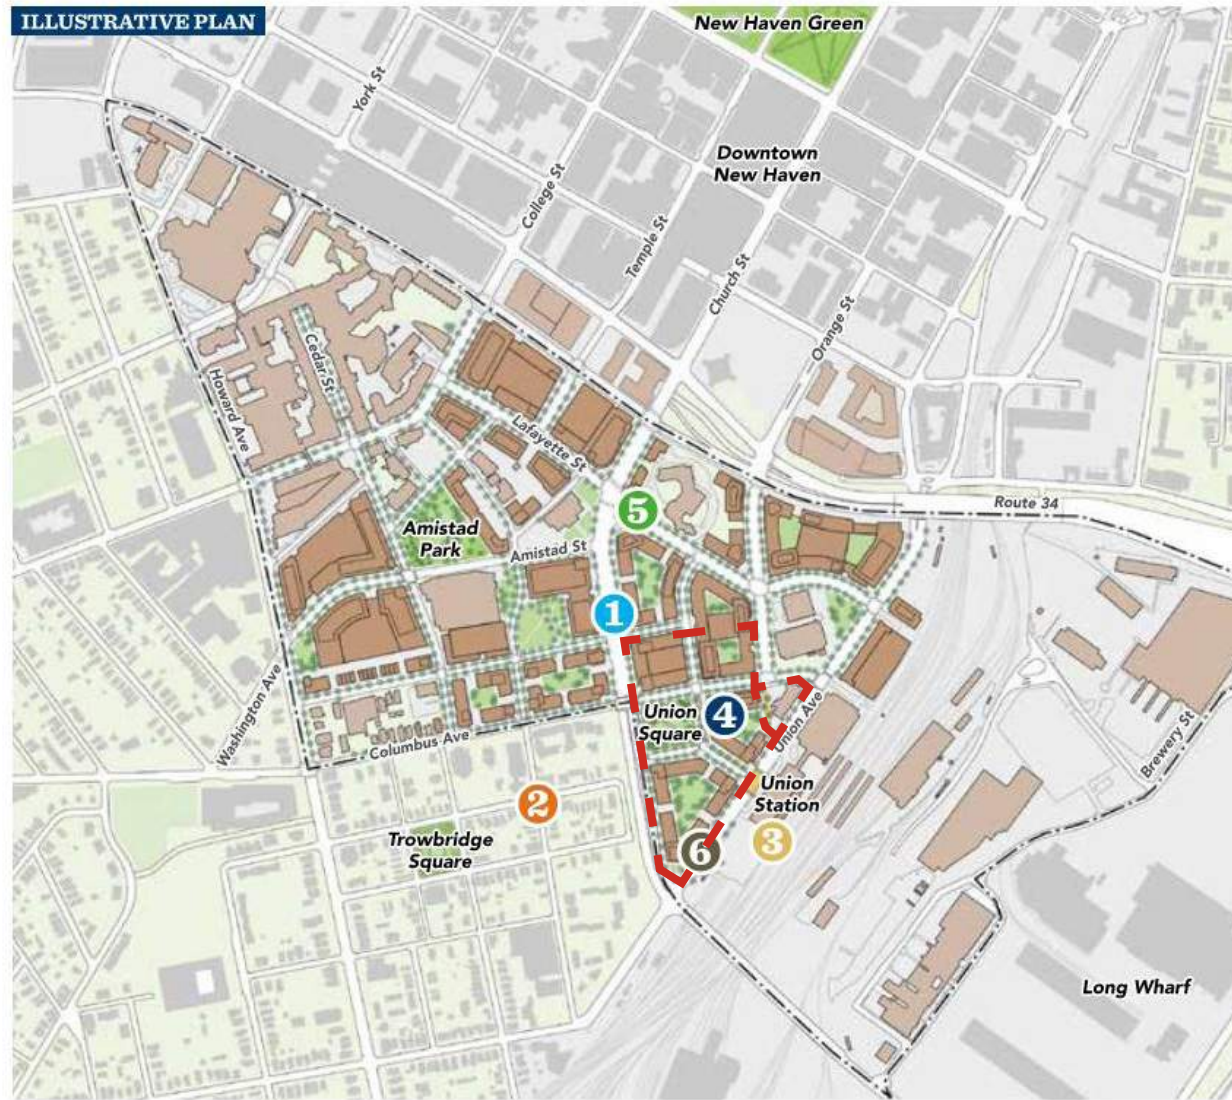 ILLUSTRATIVE PLAN
New Haven Green
York St
Downtown
New Haven
College St
Temple St
Church St
Orange St
Cedar St
Howard Ave
Lafayette St
Route 34
5
Amistad
Park
Amistad St
1
Union
Square
4
Washington Ave
Columbus Ave
Union Ave
Brewery St
2
Union
Station
Trowbridge
Square
3
6
Long Wharf